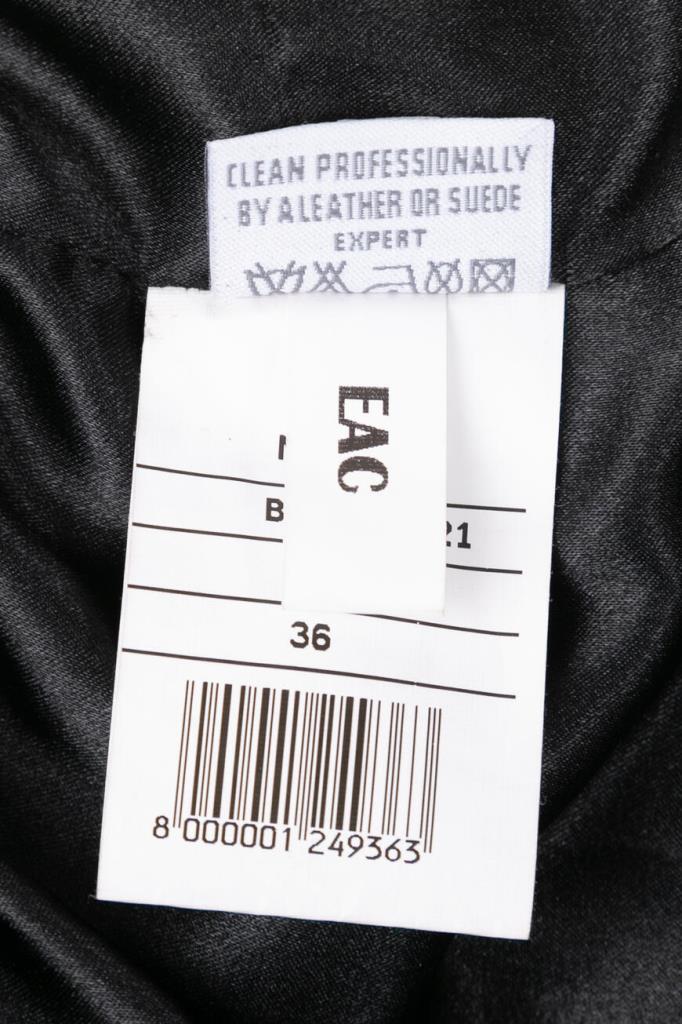 CLEAN PROFESSIONALLY
BY A LEATHER OR SUEDE
EXPERT
EAC
36
8 000001 249363